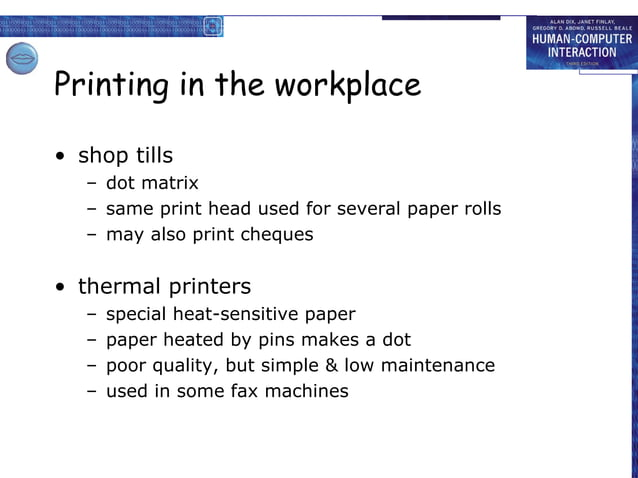 ALAN DIX, JANET FINLAY,
GREGORY D. ABOWD, RUSSELL BEALE
HUMAN-COMPUTER
INTERACTION
THIRD EDITION
Printing in the workplace
• shop tills
– dot matrix
– same print head used for several paper rolls
– may also print cheques
• thermal printers
– special heat-sensitive paper
– paper heated by pins makes a dot
– poor quality, but simple & low maintenance
– used in some fax machines